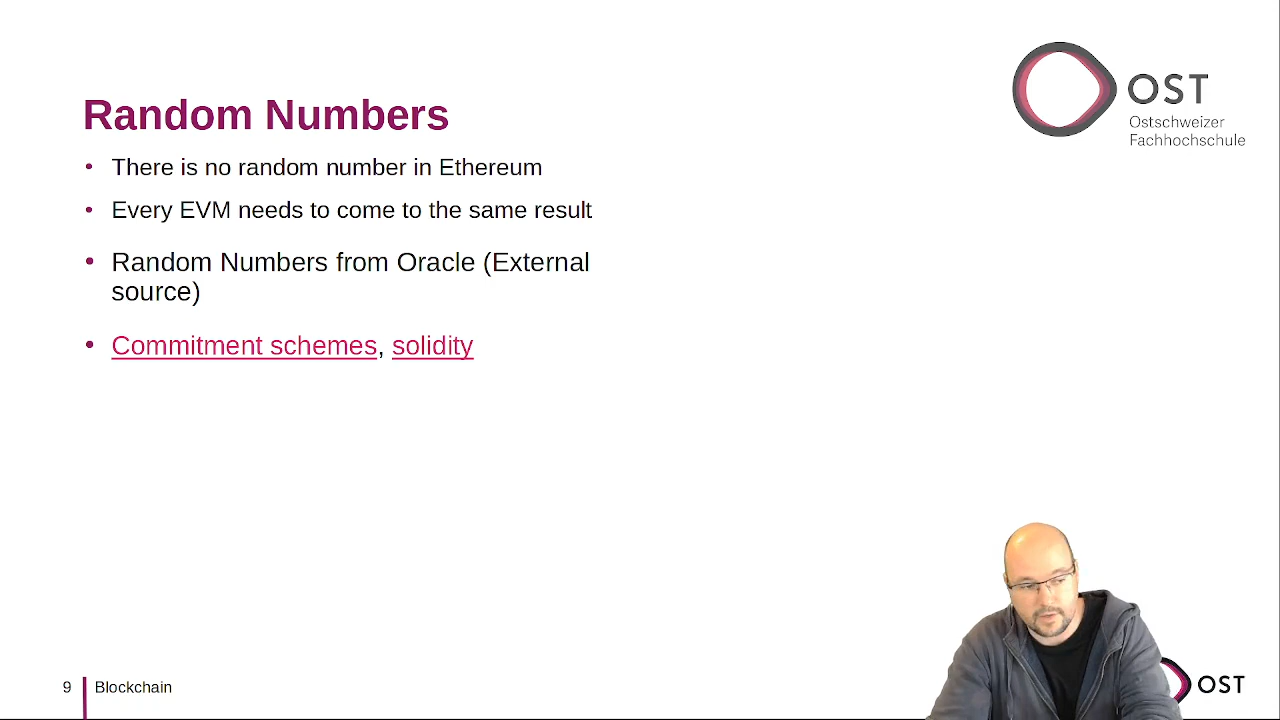 OST
Ostschweizer
Fachhochschule
Random Numbers
• There is no random number in Ethereum
• Every EVM needs to come to the same result
• Random Numbers from Oracle (External
source)
• Commitment schemes, solidity
9 Blockchain
OST